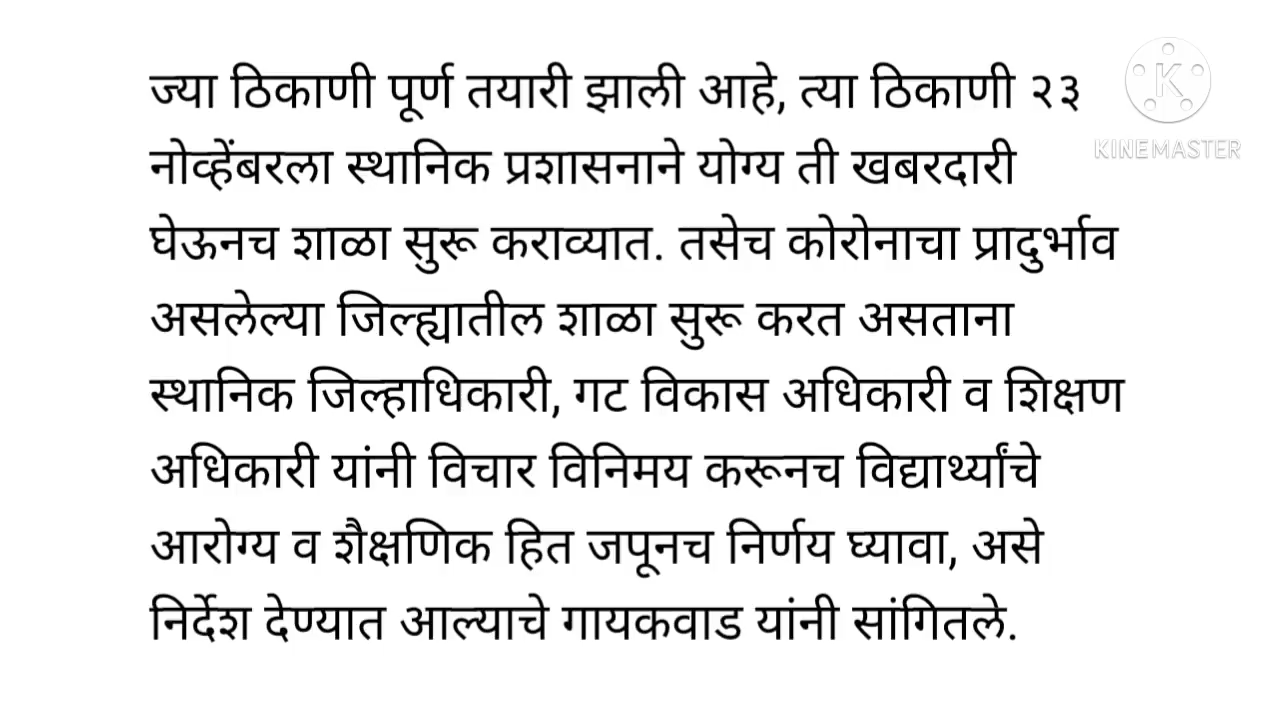 ज्या ठिकाणी पूर्ण तयारी झाली आहे, त्या ठिकाणी २३
नोव्हेंबरला स्थानिक प्रशासनाने योग्य ती खबरदारी
घेऊनच शाळा सुरू कराव्यात. तसेच कोरोनाचा प्रादुर्भाव
असलेल्या जिल्ह्यातील शाळा सुरू करत असताना
स्थानिक जिल्हाधिकारी, गट विकास अधिकारी व शिक्षण
अधिकारी यांनी विचार विनिमय करूनच विद्यार्थ्यांचे
आरोग्य व शैक्षणिक हित जपूनच निर्णय घ्यावा, असे
निर्देश देण्यात आल्याचे गायकवाड यांनी सांगितले.
K
KINEMASTER